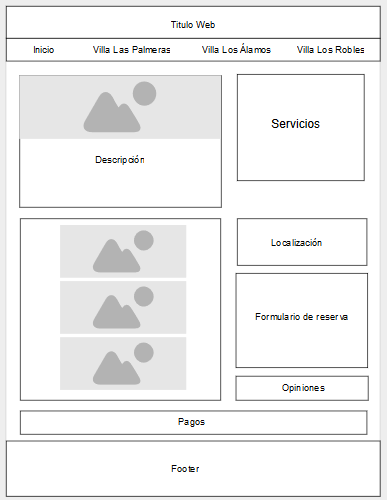 Titulo Web
Inicio
Villa Las Palmeras
Villa Los Álamos
Villa Los Robles
Descripción
Servicios
Localización
Formulario de reserva
Opiniones
Pagos
Footer